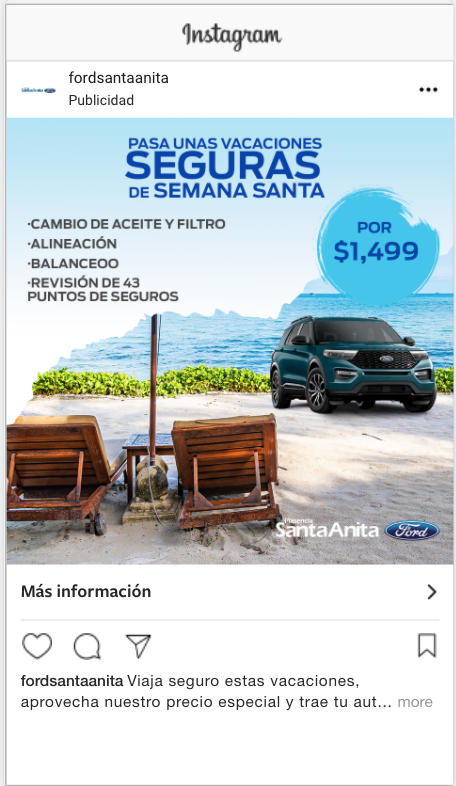 Instagram
fordsantaanita
Publicidad
PASA UNAS VACACIONES
SEGURAS
DE SEMANA SANTA
·CAMBIO DE ACEITE Y FILTRO
·ALINEACIÓN
·BALANCEOO
·REVISIÓN DE 43
PUNTOS DE SEGUROS
POR
$1,499
SantaAnita Ford
Más información
fordsantaanita Viaja seguro estas vacaciones,
aprovecha nuestro precio especial y trae tu aut... more